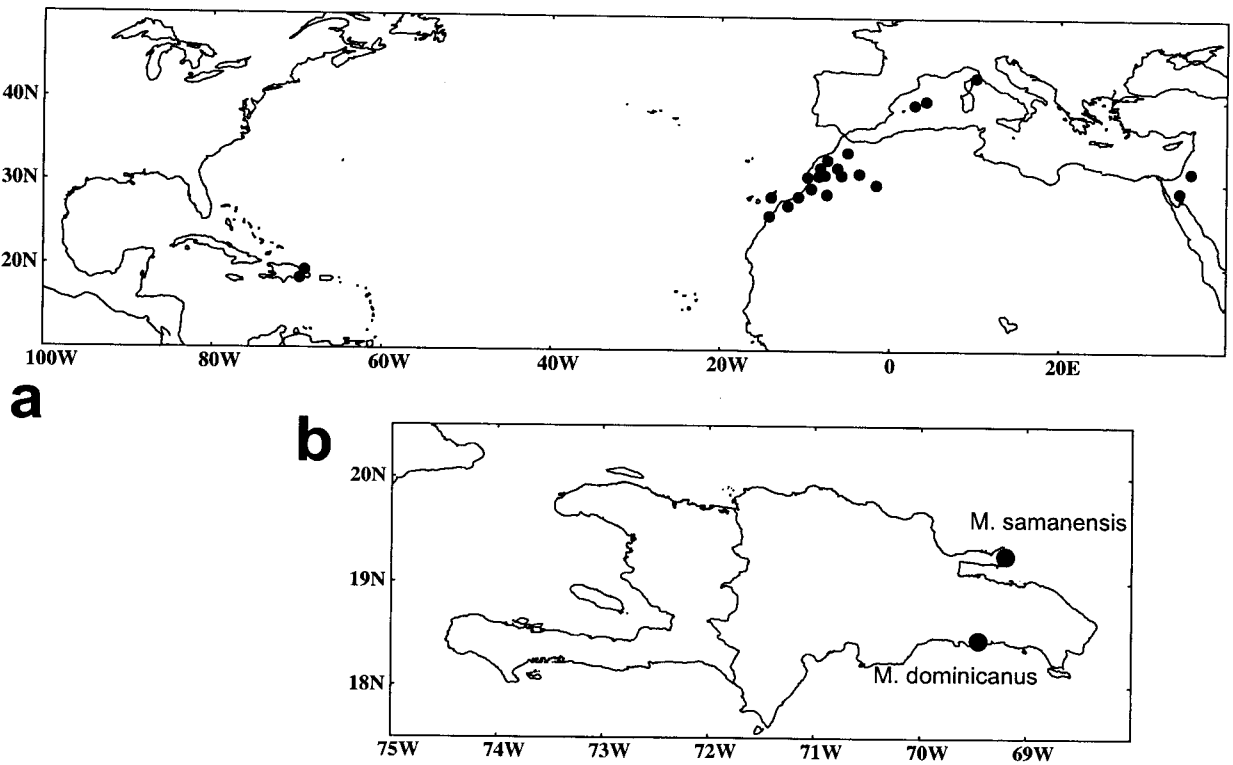 40N
30N
20N
100W 80W 60W 40W 20W 0 20E
a
b
20N
M. samanensis
19N
M. dominicanus
18N
75W 74W 73W 72W 71W 70W 69W